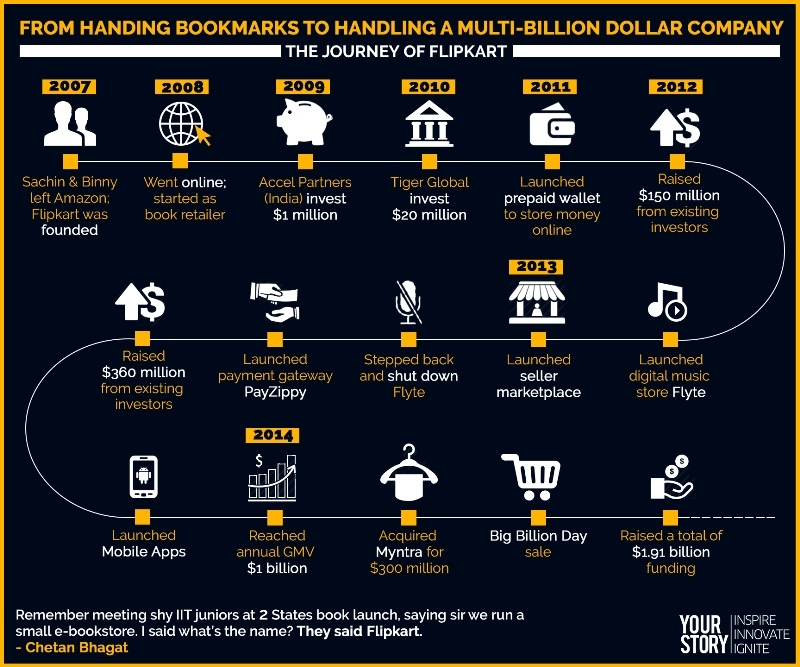 FROM HANDING BOOKMARKS TO HANDLING A MULTI-BILLION DOLLAR COMPANY
THE JOURNEY OF FLIPKART
2007
Sachin & Binny
left Amazon;
Flipkart was
founded
2008
Went online;
started as
book retailer
2009
Accel Partners
(India) invest
$1 million
2010
Tiger Global
invest
$20 million
2011
Launched
prepaid wallet
to store money
online
2012
Raised
$150 million
from existing
investors
Launched
digital music
store Flyte
2013
Launched
seller
marketplace
Stepped back
and shut down
Flyte
Launched
payment gateway
PayZippy
Raised
$360 million
from existing
investors
Launched
Mobile Apps
2014
Reached
annual GMV
$1 billion
Acquired
Myntra for
$300 million
Big Billion Day
sale
Raised a total of
$1.91 billion
funding
Remember meeting shy IIT juniors at 2 States book launch, saying sir we run a
small e-bookstore. I said what's the name? They said Flipkart.
- Chetan Bhagat
YOUR
STORY
INSPIRE
INNOVATE
IGNITE